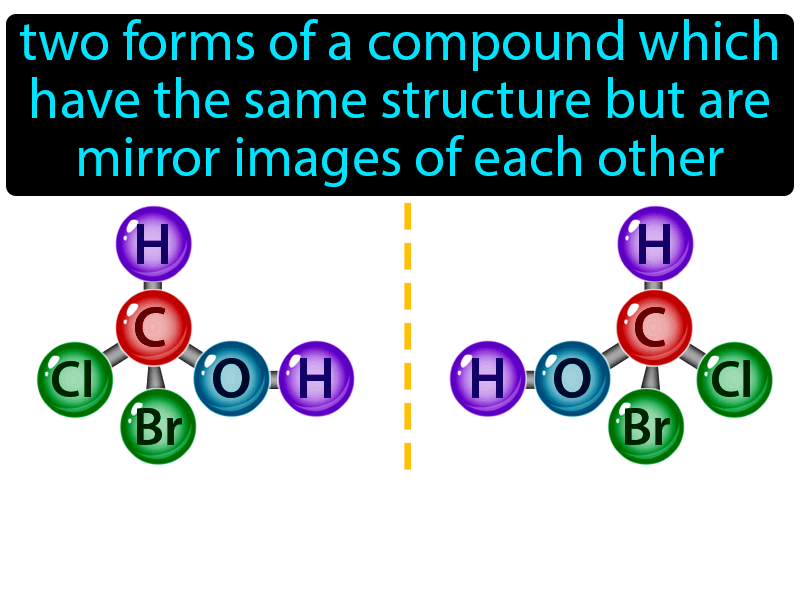 two forms of a compound which
have the same structure but are
mirror images of each other
H H
C C
Cl O H H O Cl
Br Br